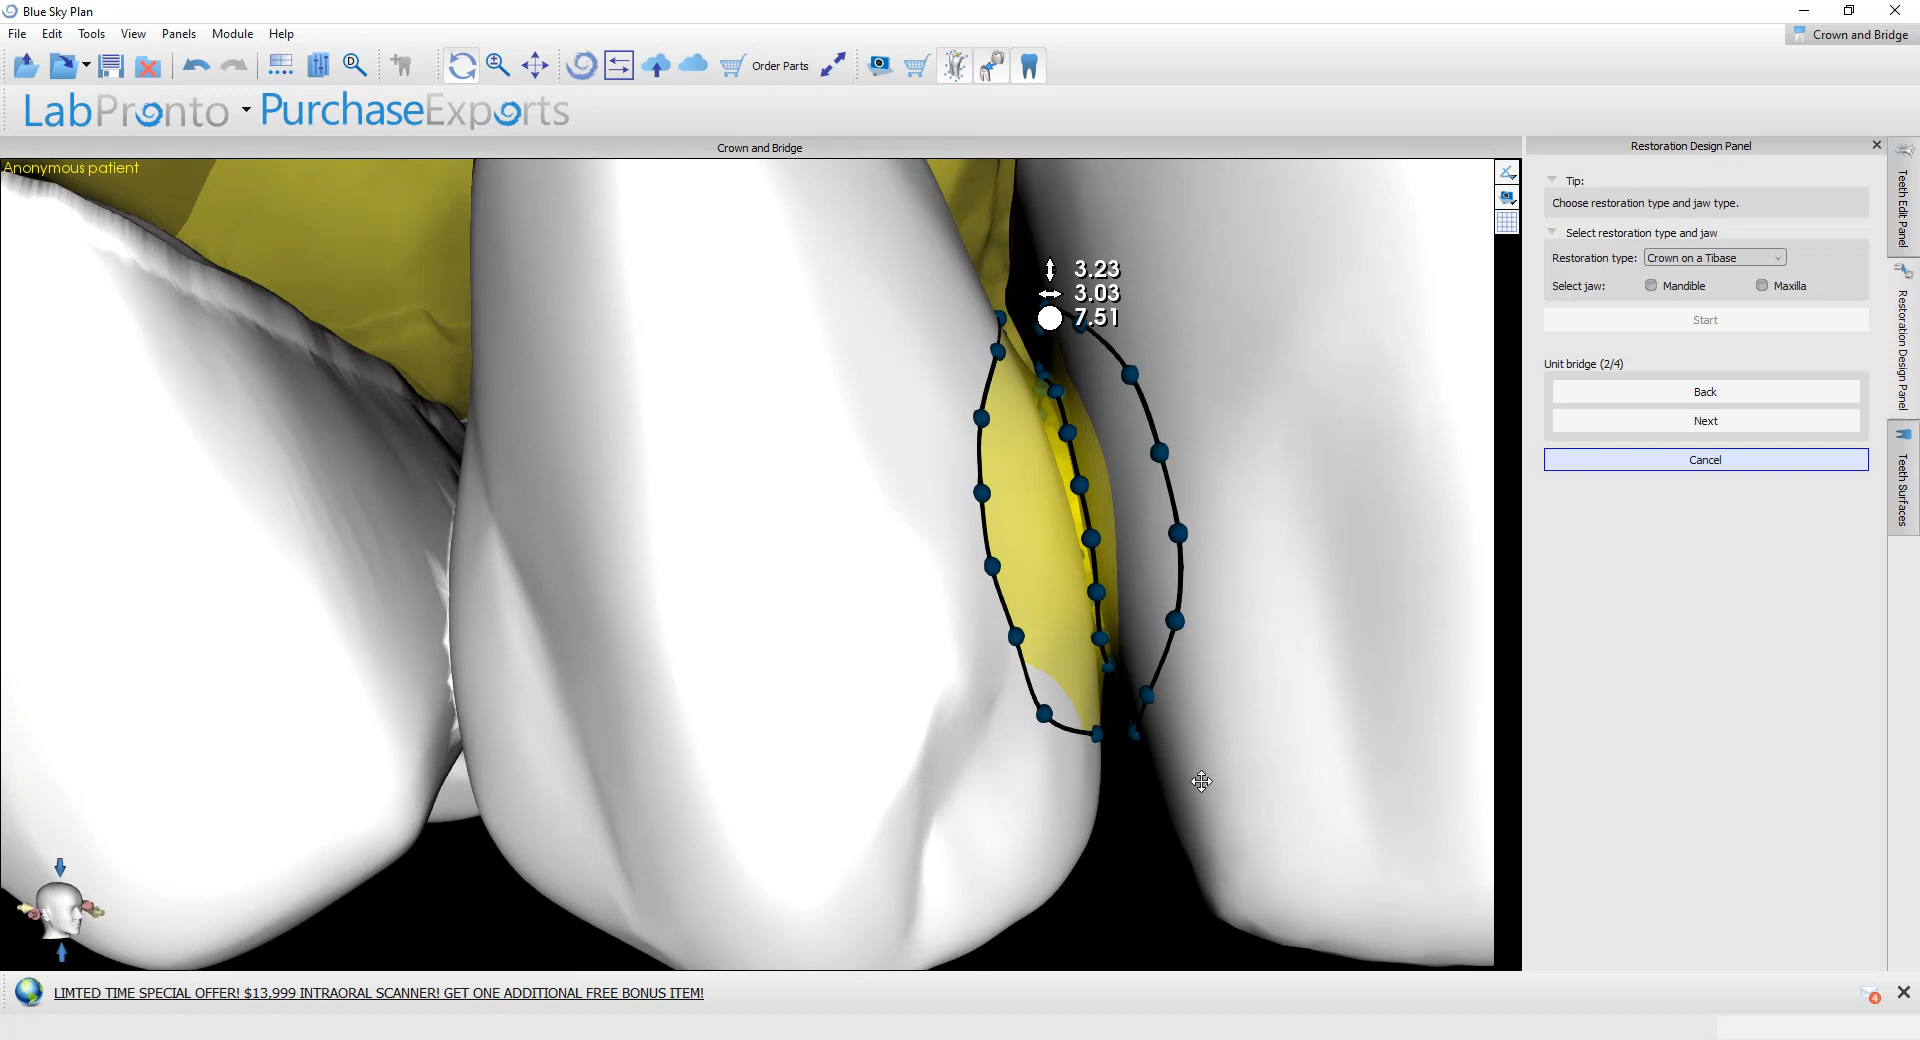 Blue Sky Plan
File Edit Tools View Panels Module Help
Crown and Bridge
D
Order Parts
LabPronto PurchaseExports
Crown and Bridge
Restoration Design Panel
Anonymous patient
Tip:
Choose restoration type and jaw type.
Select restoration type and jaw
Restoration type: Crown on a Tibase
Select jaw: Mandible Maxilla
Start
Unit bridge (2/4)
Back
Next
Cancel
3.23
3.03
7.51
Teeth Edit Panel
Restoration Design Panel
Teeth Surfaces
LIMTED TIME SPECIAL OFFER! $13,999 INTRAORAL SCANNER! GET ONE ADDITIONAL FREE BONUS ITEM!
4